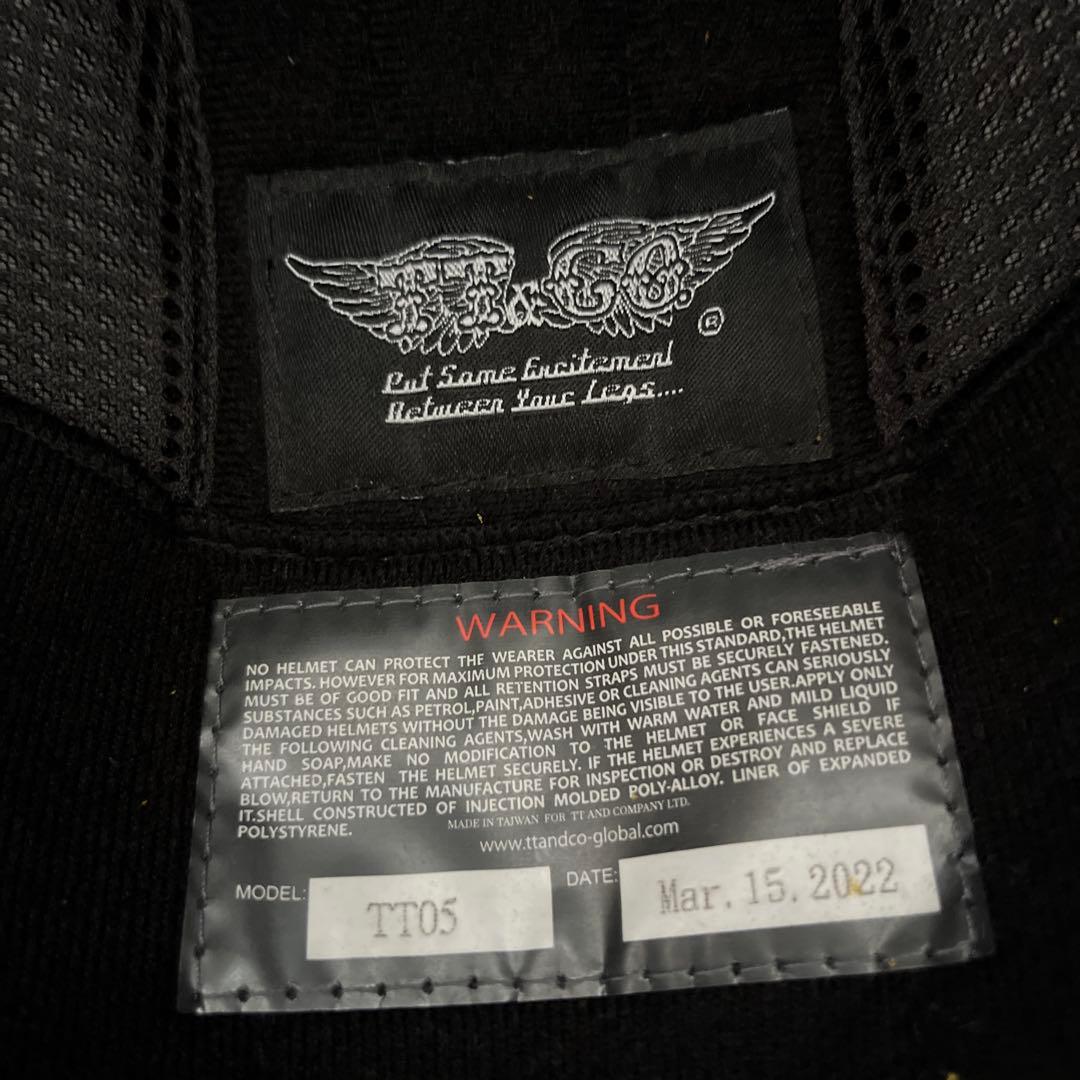 TT & CO.
®
Put Some Excitement
Between Your Legs....
WARNING
NO HELMET CAN PROTECT THE WEARER AGAINST ALL POSSIBLE OR FORESEEABLE
IMPACTS. HOWEVER FOR MAXIMUM PROTECTION UNDER THIS STANDARD,THE HELMET
MUST BE OF GOOD FIT AND ALL RETENTION STRAPS MUST BE SECURELY FASTENED.
SUBSTANCES SUCH AS PETROL,PAINT,ADHESIVE OR CLEANING AGENTS CAN SERIOUSLY
DAMAGED HELMETS WITHOUT THE DAMAGE BEING VISIBLE TO THE USER.APPLY ONLY
THE FOLLOWING CLEANING AGENTS,WASH WITH WARM WATER AND MILD LIQUID
HAND SOAP,MAKE NO MODIFICATION TO THE HELMET OR FACE SHIELD IF
ATTACHED,FASTEN THE HELMET SECURELY. IF THE HELMET EXPERIENCES A SEVERE
BLOW,RETURN TO THE MANUFACTURE FOR INSPECTION OR DESTROY AND REPLACE
IT.SHELL CONSTRUCTED OF INJECTION MOLDED POLY-ALLOY. LINER OF EXPANDED
POLYSTYRENE.
MADE IN TAIWAN FOR TT AND COMPANY LTD.
www.ttandco-global.com
MODEL: TT05 DATE: Mar.15.2022